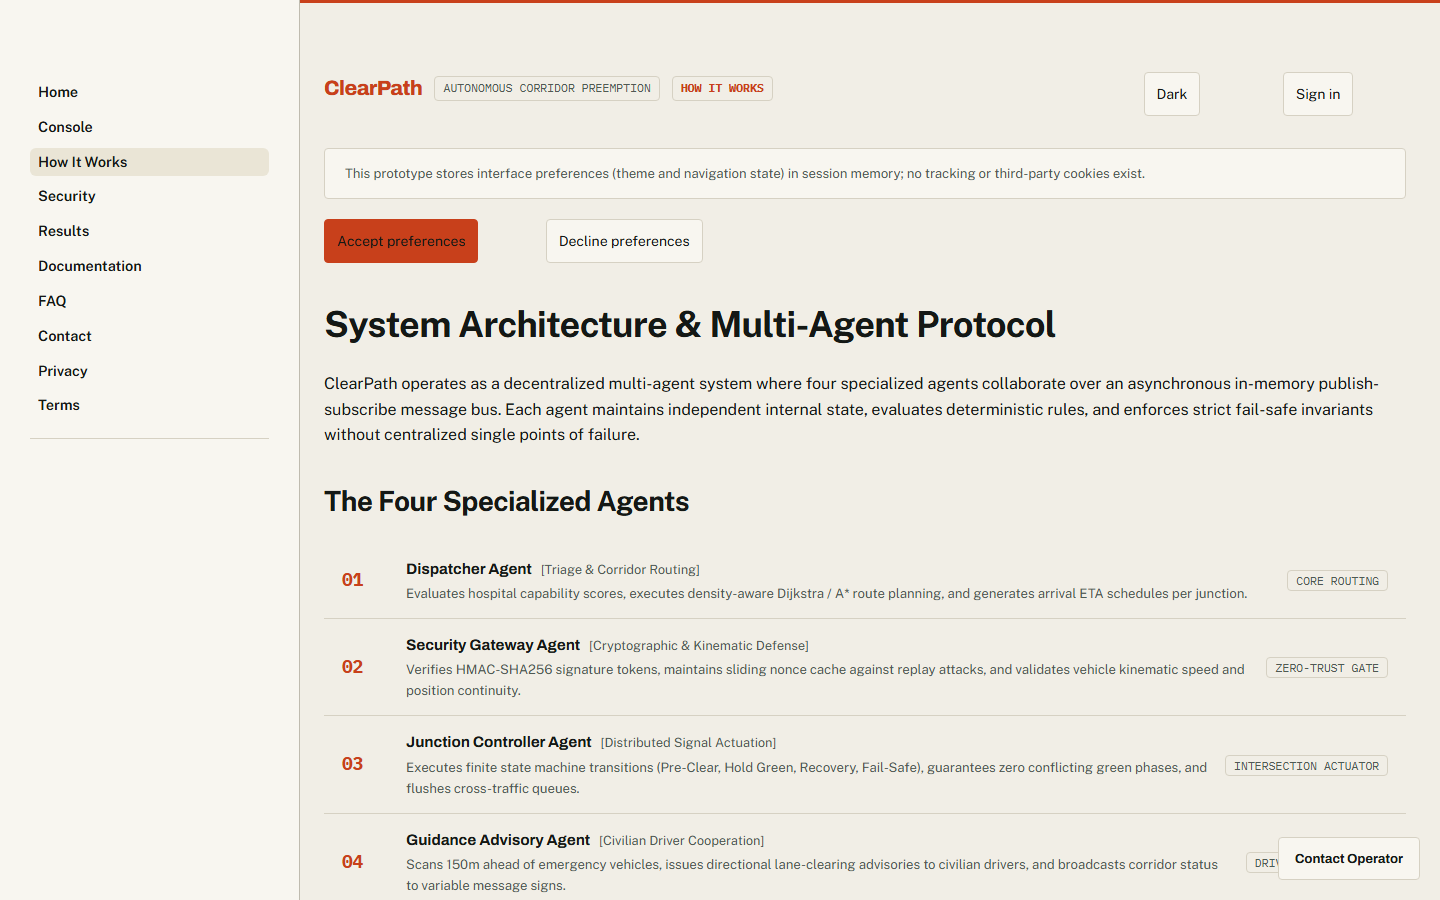 Home
Console
How It Works
Security
Results
Documentation
FAQ
Contact
Privacy
Terms
ClearPath
AUTONOMOUS CORRIDOR PREEMPTION
HOW IT WORKS
Dark
Sign in
This prototype stores interface preferences (theme and navigation state) in session memory; no tracking or third-party cookies exist.
Accept preferences
Decline preferences
System Architecture & Multi-Agent Protocol
ClearPath operates as a decentralized multi-agent system where four specialized agents collaborate over an asynchronous in-memory publish-
subscribe message bus. Each agent maintains independent internal state, evaluates deterministic rules, and enforces strict fail-safe invariants
without centralized single points of failure.
The Four Specialized Agents
01
Dispatcher Agent [Triage & Corridor Routing]
Evaluates hospital capability scores, executes density-aware Dijkstra / A* route planning, and generates arrival ETA schedules per junction.
CORE ROUTING
02
Security Gateway Agent [Cryptographic & Kinematic Defense]
Verifies HMAC-SHA256 signature tokens, maintains sliding nonce cache against replay attacks, and validates vehicle kinematic speed and
position continuity.
ZERO-TRUST GATE
03
Junction Controller Agent [Distributed Signal Actuation]
Executes finite state machine transitions (Pre-Clear, Hold Green, Recovery, Fail-Safe), guarantees zero conflicting green phases, and
flushes cross-traffic queues.
INTERSECTION ACTUATOR
04
Guidance Advisory Agent [Civilian Driver Cooperation]
Scans 150m ahead of emergency vehicles, issues directional lane-clearing advisories to civilian drivers, and broadcasts corridor status
to variable message signs.
Contact Operator